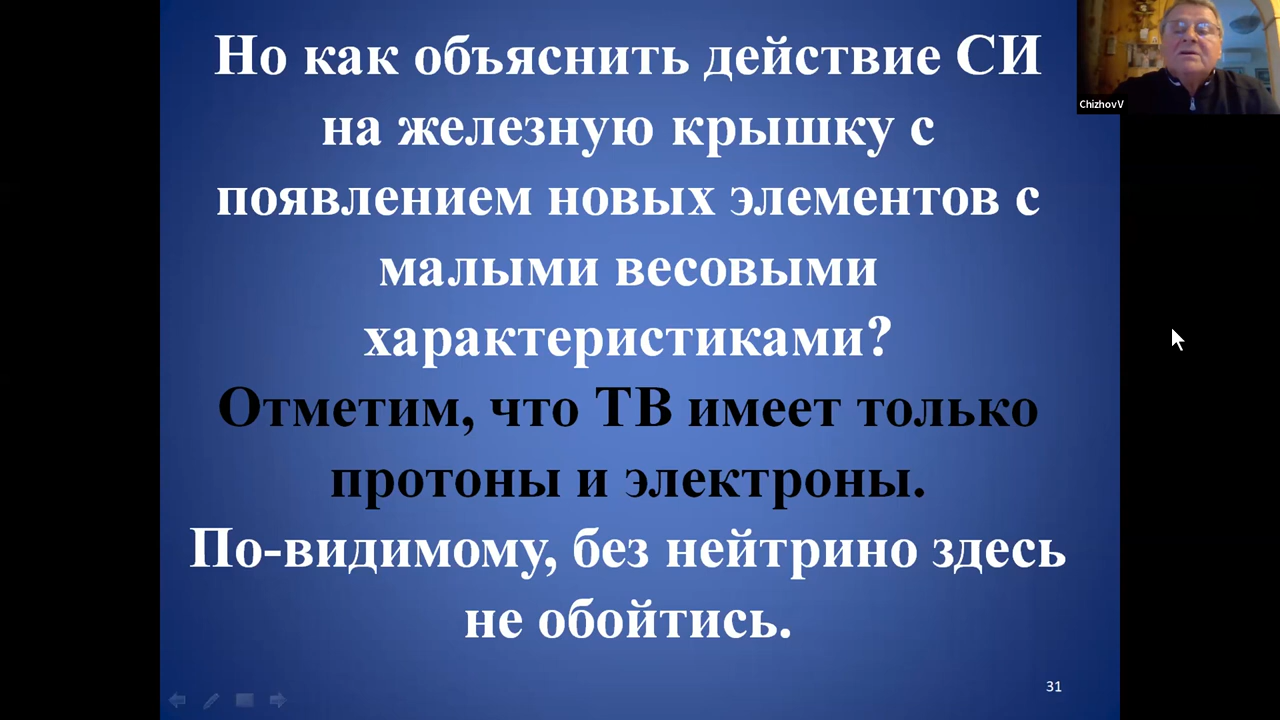 Но как объяснить действие СИ
на железную крышку с
появлением новых элементов с
малыми весовыми
характеристиками?
Отметим, что ТВ имеет только
протоны и электроны.
По-видимому, без нейтрино здесь
не обойтись.
31
Chizhov V